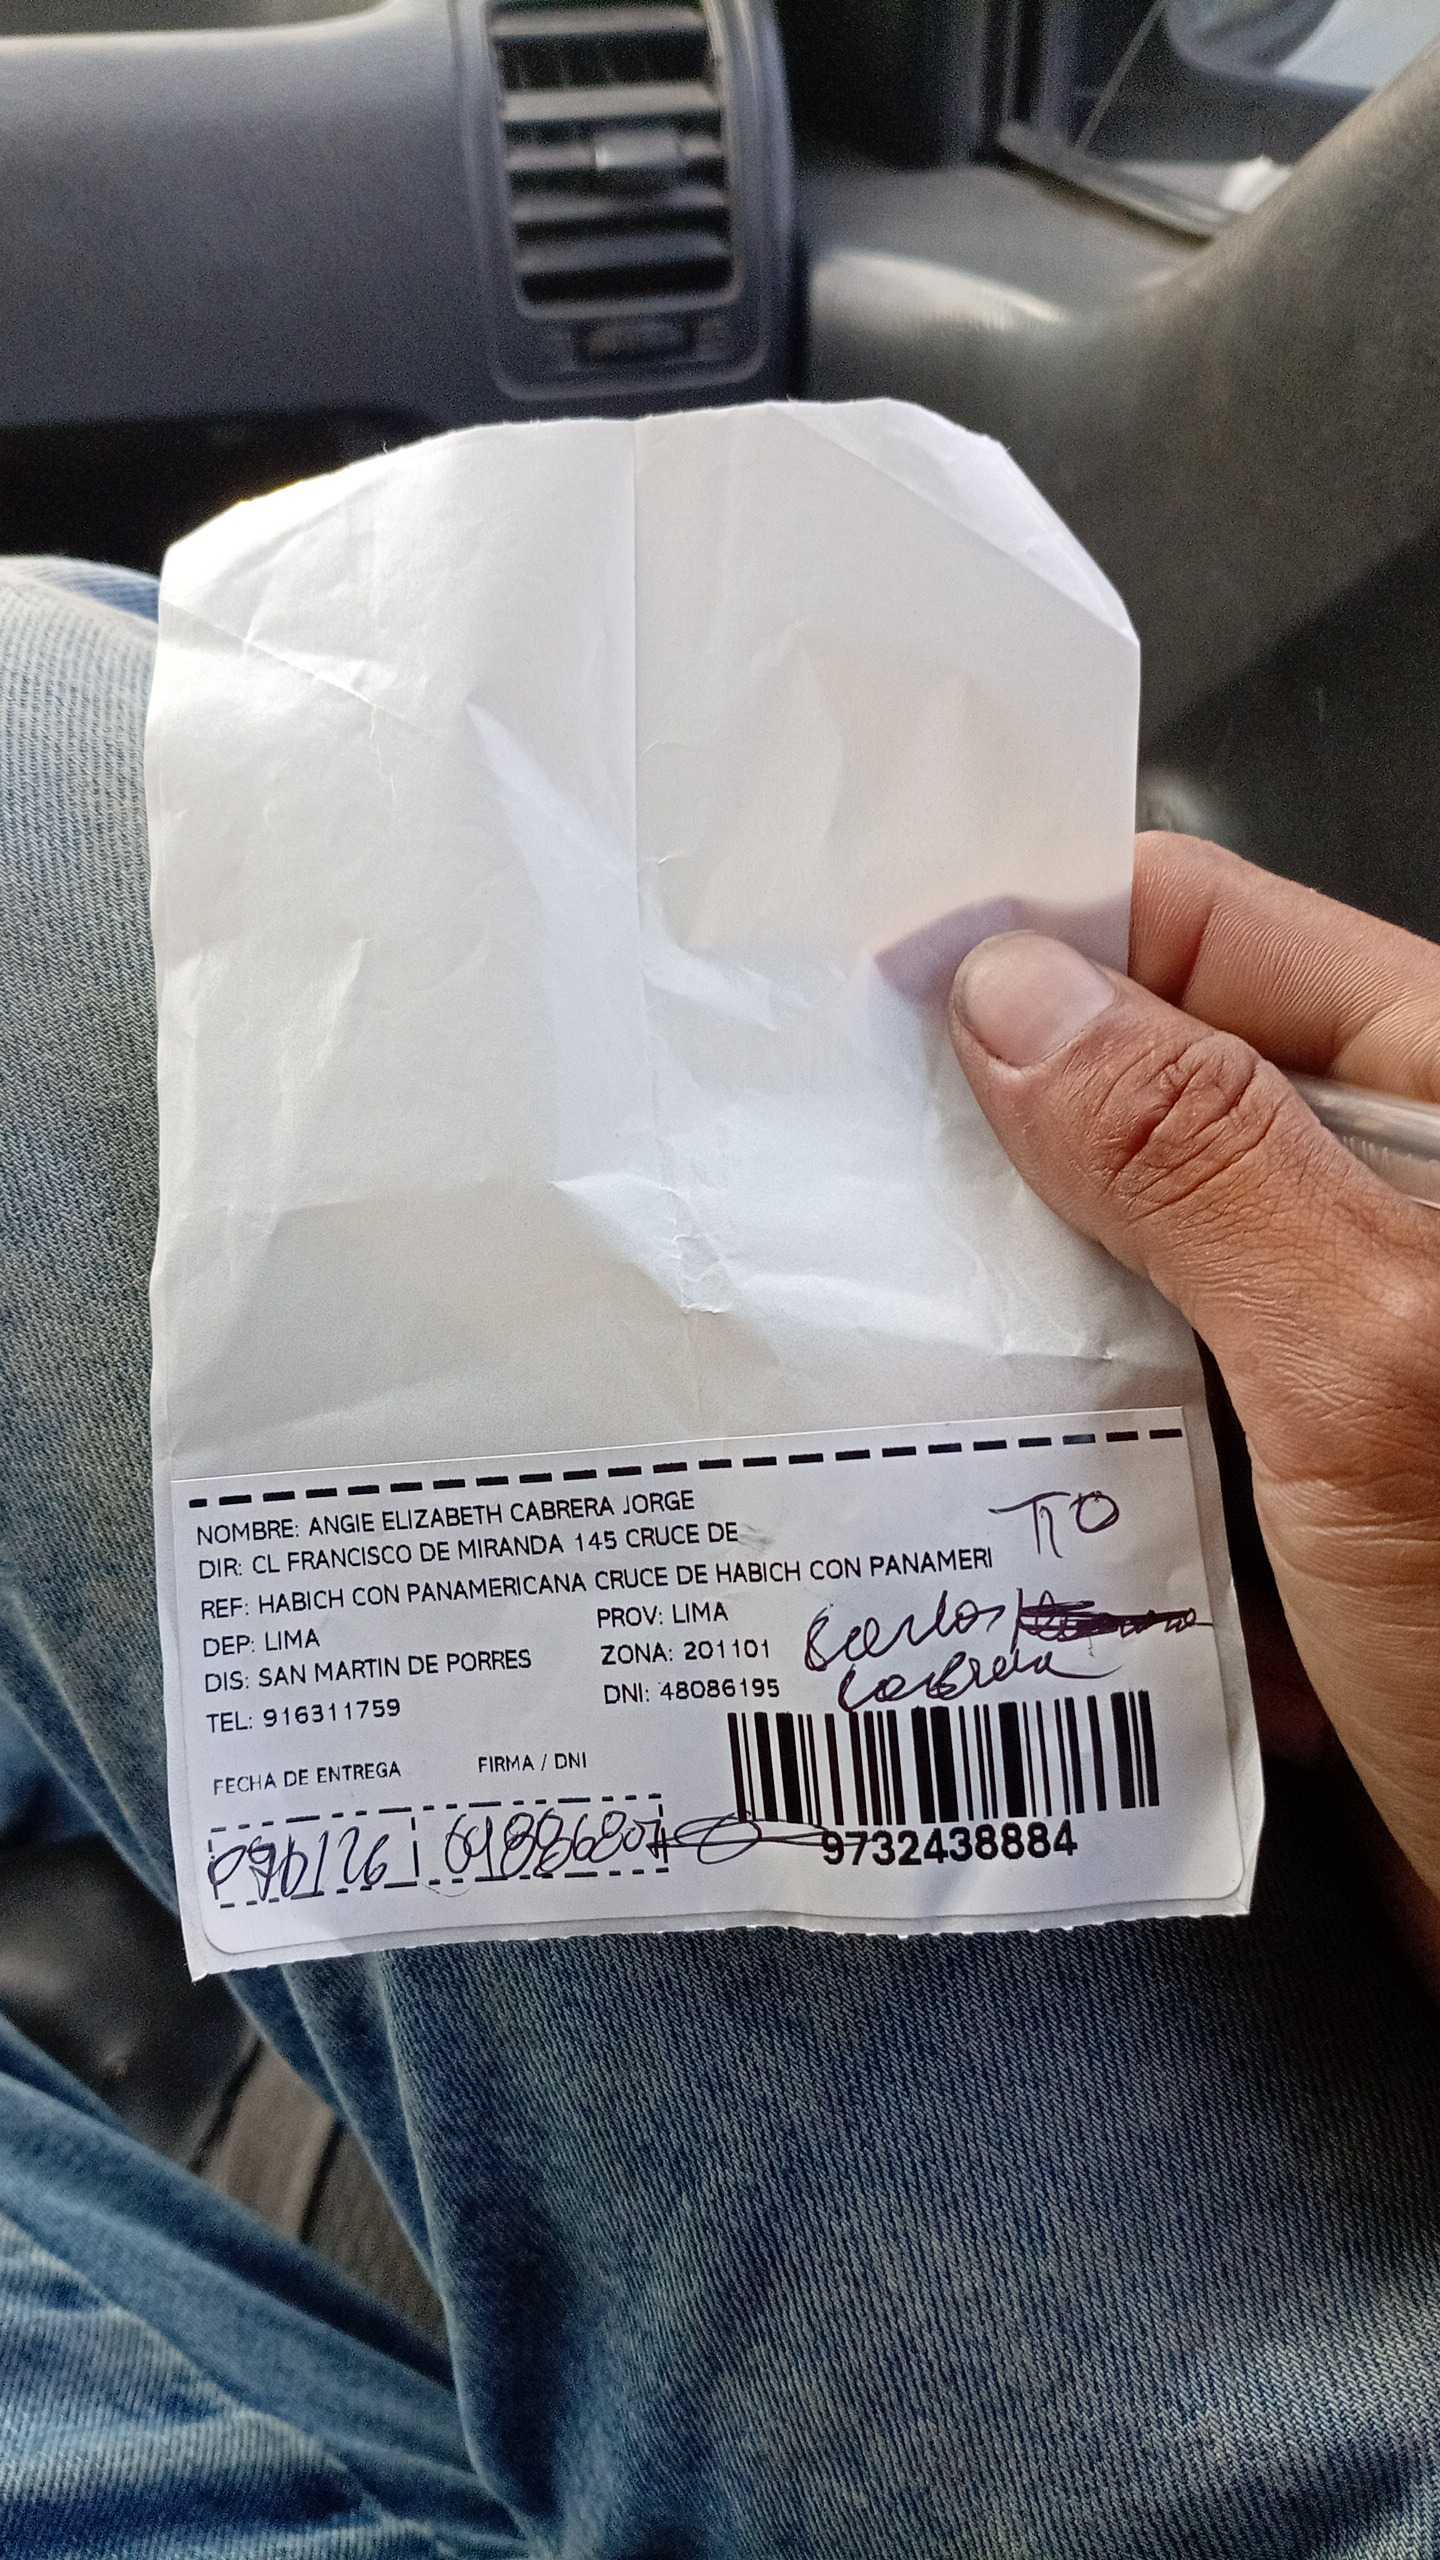 NOMBRE: ANGIE ELIZABETH CABRERA JORGE
DIR: CL FRANCISCO DE MIRANDA 145 CRUCE DE
REF: HABICH CON PANAMERICANA CRUCE DE HABICH CON PANAMERI
TIO
DEP: LIMA PROV: LIMA
DIS: SAN MARTIN DE PORRES ZONA: 201101
TEL: 916311759 DNI: 48086195
Carlos
Cabrera
FECHA DE ENTREGA FIRMA / DNI
9732438884